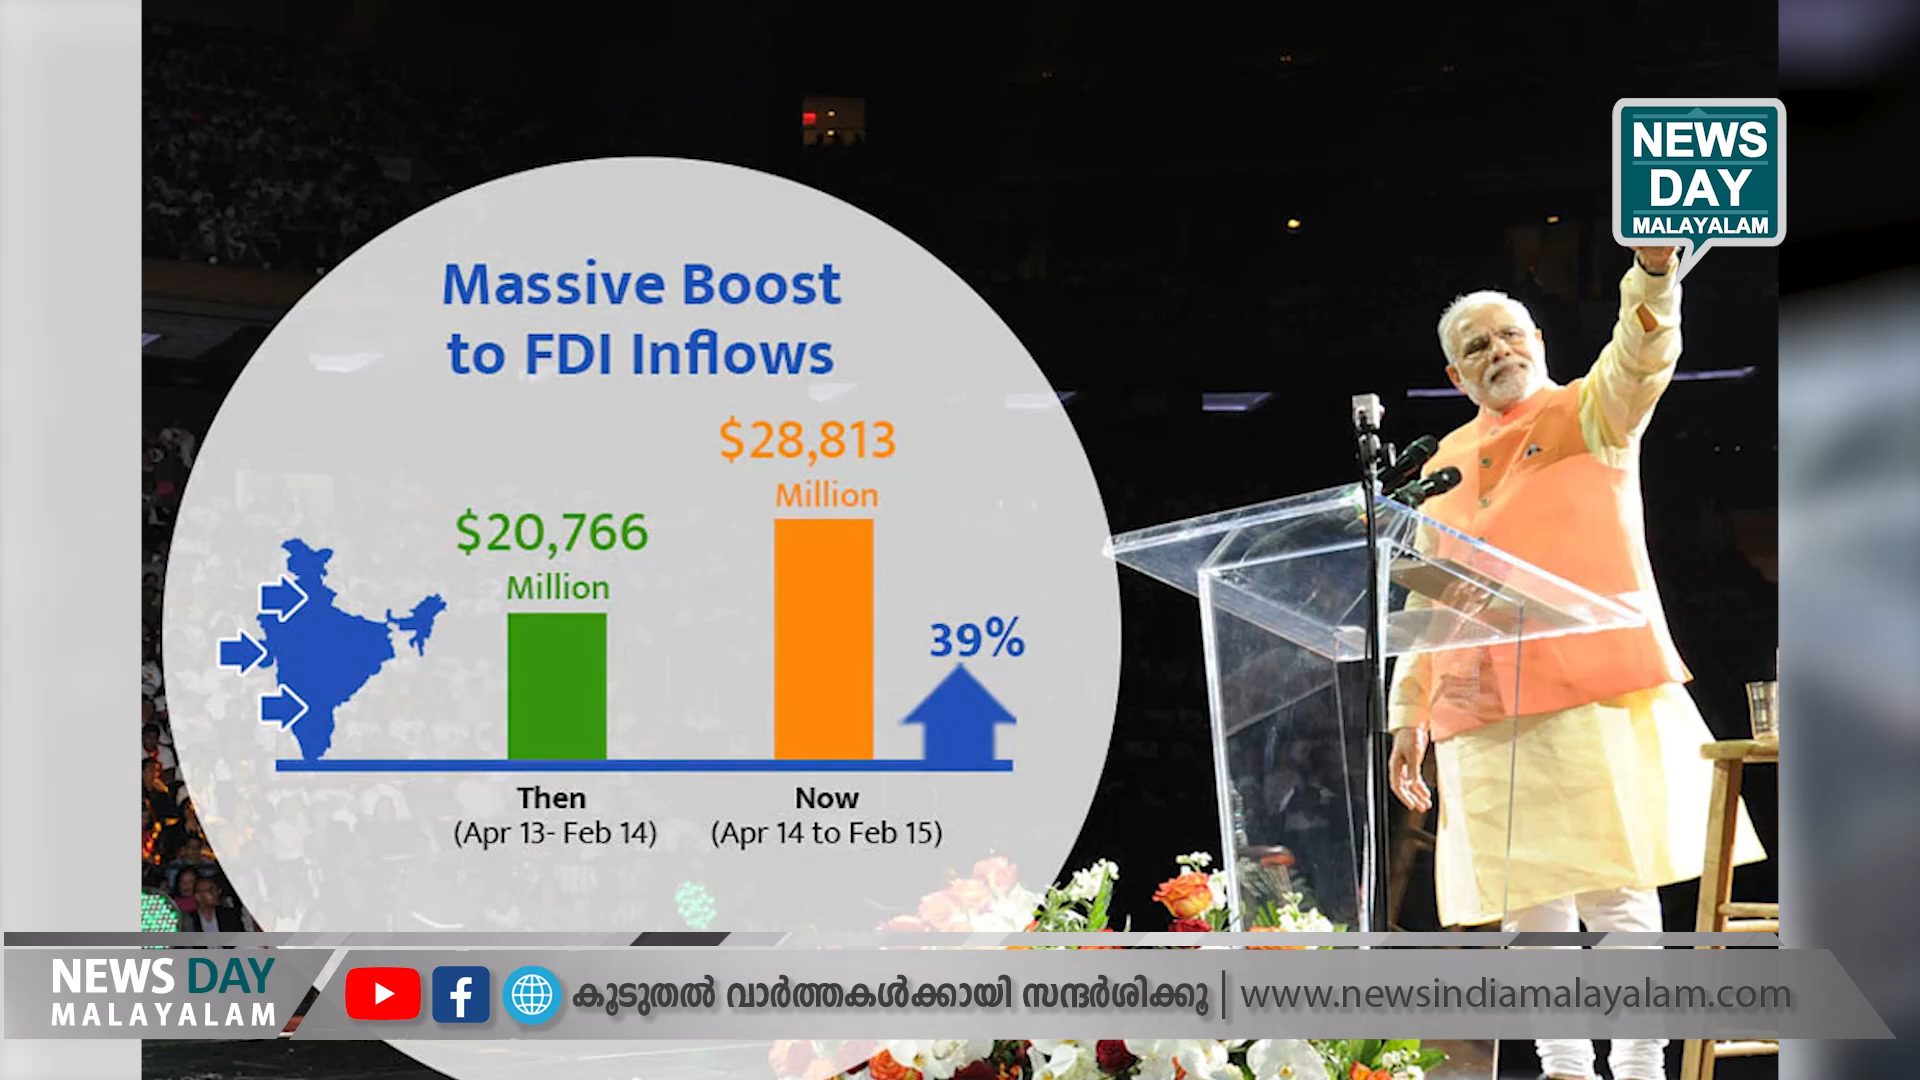 NEWS
DAY
MALAYALAM
Massive Boost
to FDI Inflows
$28,813
Million
$20,766
Million
39%
Then
(Apr 13- Feb 14)
Now
(Apr 14 to Feb 15)
NEWS DAY
MALAYALAM
കൂടുതൽ വാർത്തകൾക്കായി സന്ദർശിക്കൂ | www.newsindiamalayalam.com